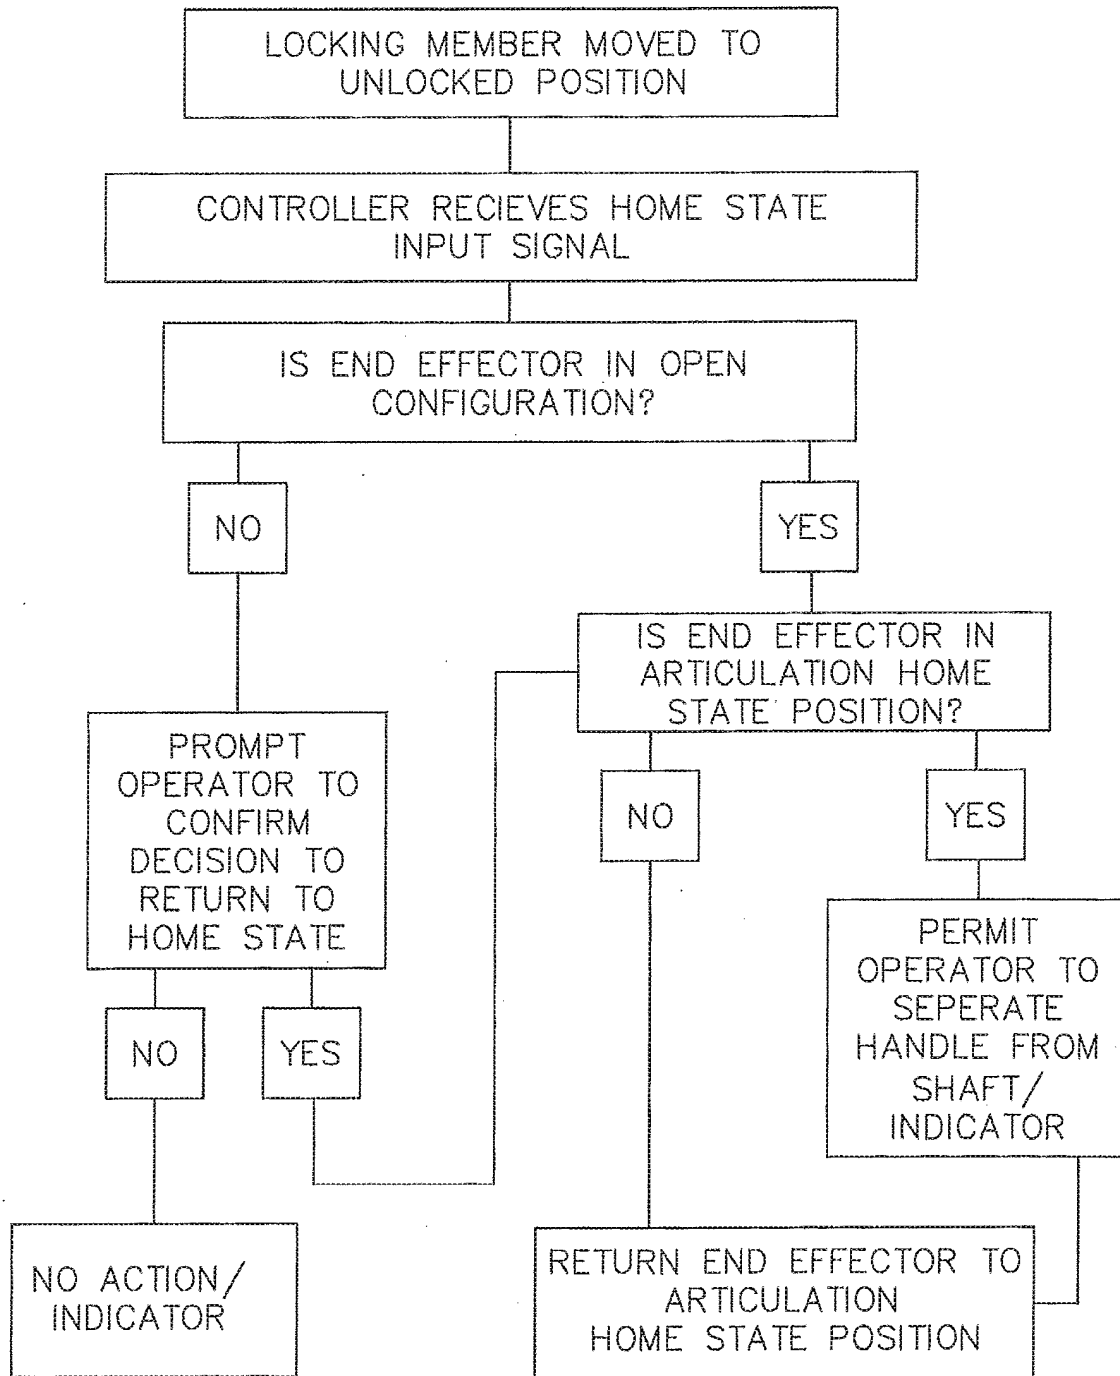 LOCKING MEMBER MOVED TO
UNLOCKED POSITION
CONTROLLER RECIEVES HOME STATE
INPUT SIGNAL
IS END EFFECTOR IN OPEN
CONFIGURATION?
NO
YES
IS END EFFECTOR IN
ARTICULATION HOME
STATE POSITION?
PROMPT
OPERATOR TO
CONFIRM
DECISION TO
RETURN TO
HOME STATE
NO
YES
PERMIT
OPERATOR TO
SEPERATE
HANDLE FROM
SHAFT/
INDICATOR
NO
YES
NO ACTION/
INDICATOR
RETURN END EFFECTOR TO
ARTICULATION
HOME STATE POSITION